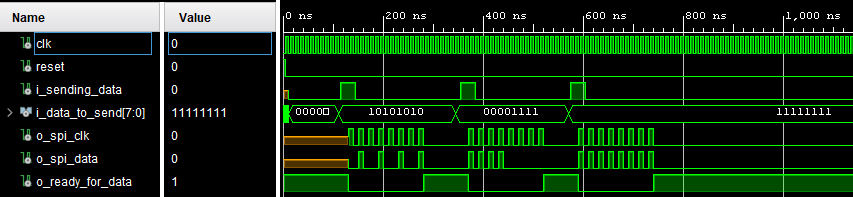 Name Value 0 ns 200 ns 400 ns 600 ns 800 ns 1,000 ns
clk 0
reset 0
i_sending_data 0
i_data_to_send[7:0] 11111111 0000□ 10101010 00001111 11111111
o_spi_clk 0
o_spi_data 0
o_ready_for_data 1